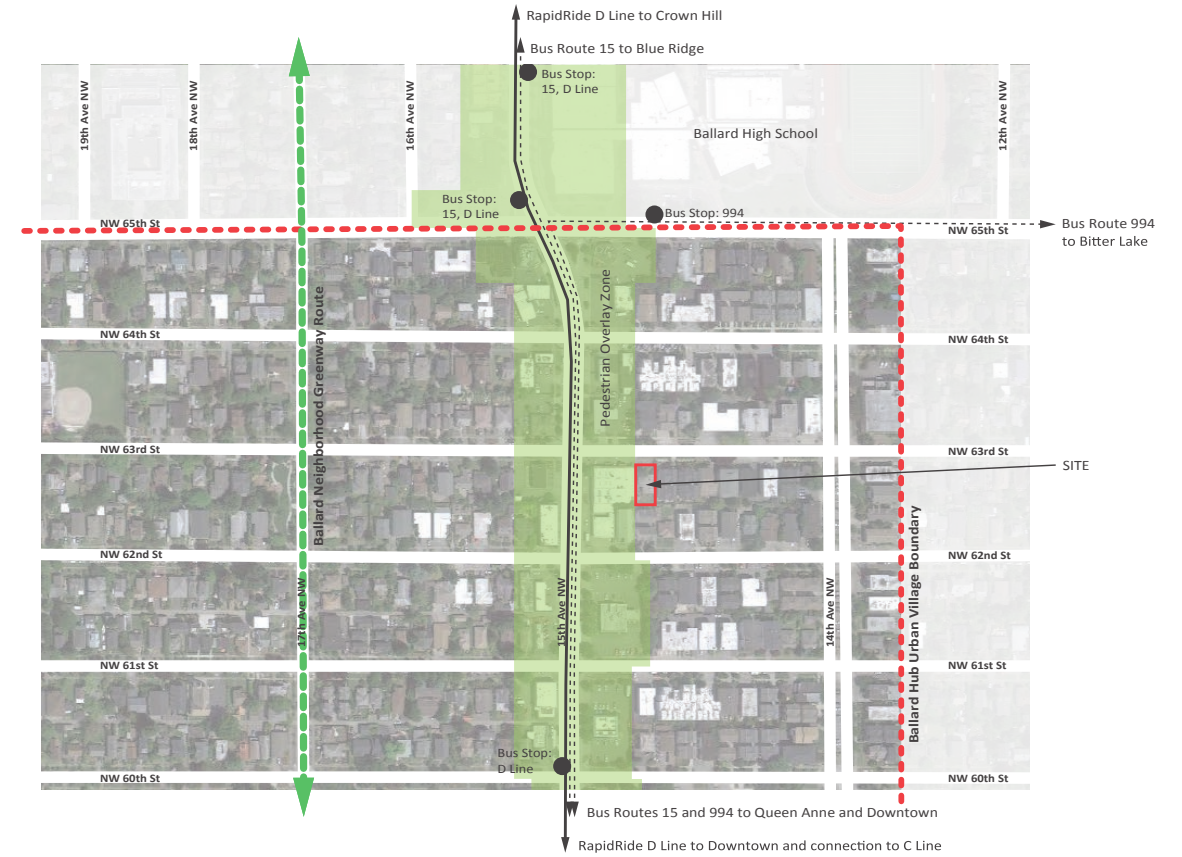 RapidRide D Line to Crown Hill
Bus Route 15 to Blue Ridge
Bus Stop:
15, D Line
19th Ave NW
18th Ave NW
16th Ave NW
Ballard High School
12th Ave NW
Bus Stop:
15, D Line
Bus Stop: 994
NW 65th St
NW 65th St
Bus Route 994
to Bitter Lake
Ballard Neighborhood Greenway Route
Pedestrian Overlay Zone
NW 64th St
NW 64th St
NW 63rd St
NW 63rd St
SITE
NW 62nd St
NW 62nd St
17th Ave NW
15th Ave NW
14th Ave NW
Ballard Hub Urban Village Boundary
NW 61st St
NW 61st St
Bus Stop:
D Line
NW 60th St
NW 60th St
Bus Routes 15 and 994 to Queen Anne and Downtown
RapidRide D Line to Downtown and connection to C Line